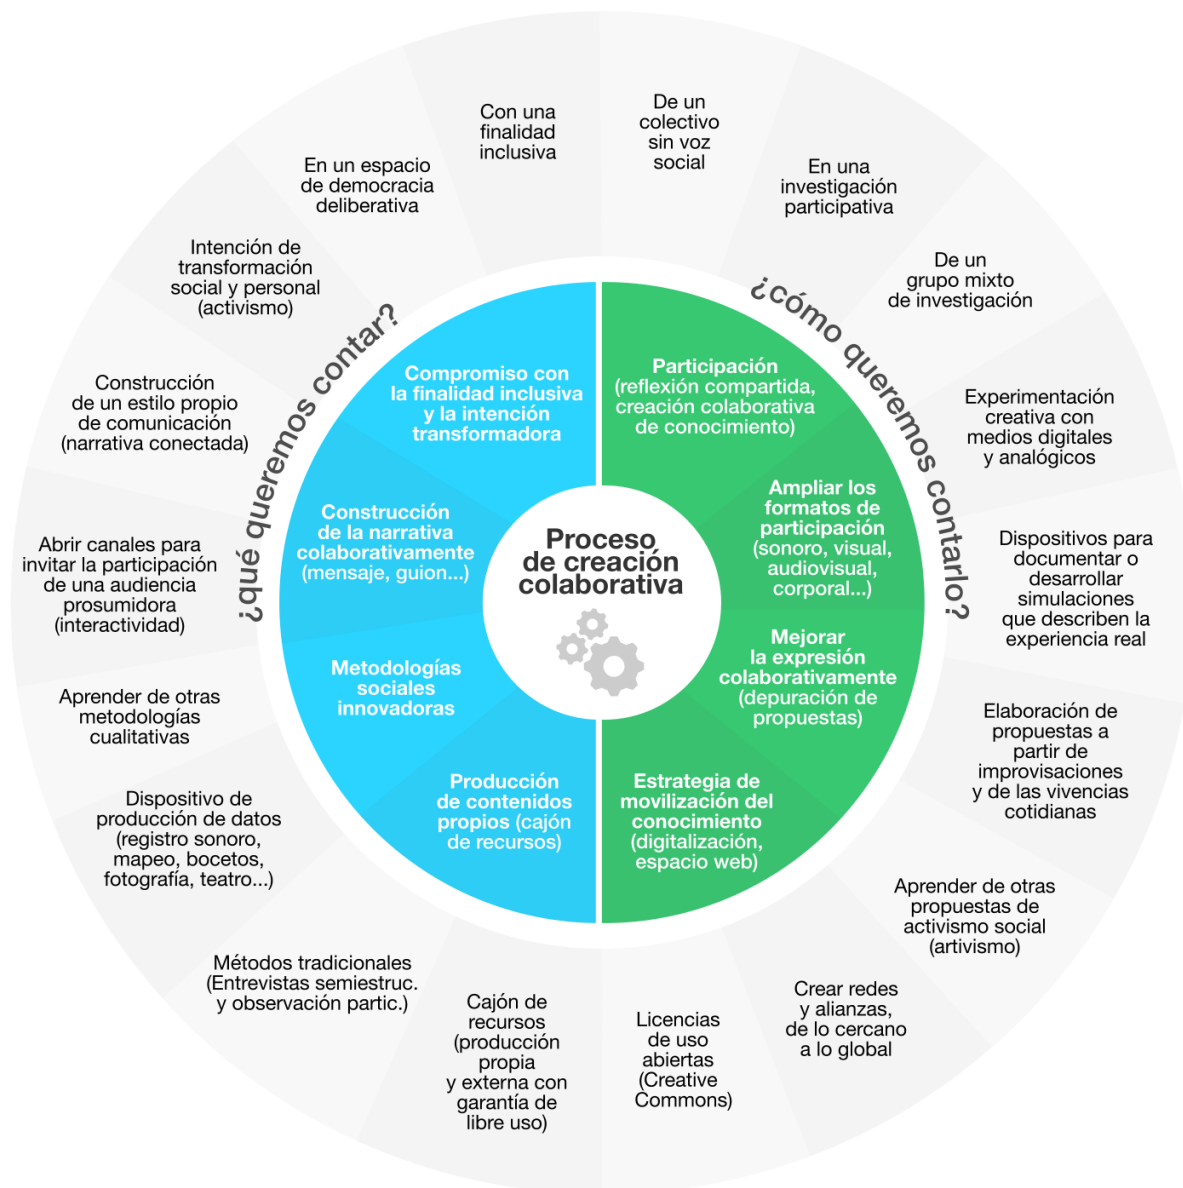 Proceso
de creación
colaborativa
¿qué queremos contar?
¿cómo queremos contarlo?
Compromiso con
la finalidad inclusiva
y la intención
transformadora
Construcción
de la narrativa
colaborativamente
(mensaje, guion...)
Metodologías
sociales
innovadoras
Producción
de contenidos
propios (cajón
de recursos)
Participación
(reflexión compartida,
creación colaborativa
de conocimiento)
Ampliar los
formatos de
participación
(sonoro, visual,
audiovisual,
corporal...)
Mejorar
la expresión
colaborativamente
(depuración de
propuestas)
Estrategia de
movilización del
conocimiento
(digitalización,
espacio web)
Con una
finalidad
inclusiva
En un espacio
de democracia
deliberativa
Intención de
transformación
social y personal
(activismo)
Construcción
de un estilo propio
de comunicación
(narrativa conectada)
Abrir canales para
invitar la participación
de una audiencia
prosumidora
(interactividad)
Aprender de otras
metodologías
cualitativas
Dispositivo de
producción de datos
(registro sonoro,
mapeo, bocetos,
fotografía, teatro...)
Métodos tradicionales
(Entrevistas semiestruc.
y observación partic.)
Cajón de
recursos
(producción
propia
y externa con
garantía de
libre uso)
De un
colectivo
sin voz
social
En una
investigación
participativa
De un
grupo mixto
de investigación
Experimentación
creativa con
medios digitales
y analógicos
Dispositivos para
documentar o
desarrollar
simulaciones
que describen la
experiencia real
Elaboración de
propuestas a
partir de
improvisaciones
y de las vivencias
cotidianas
Aprender de otras
propuestas de
activismo social
(artivismo)
Crear redes
y alianzas,
de lo cercano
a lo global
Licencias
de uso
abiertas
(Creative
Commons)